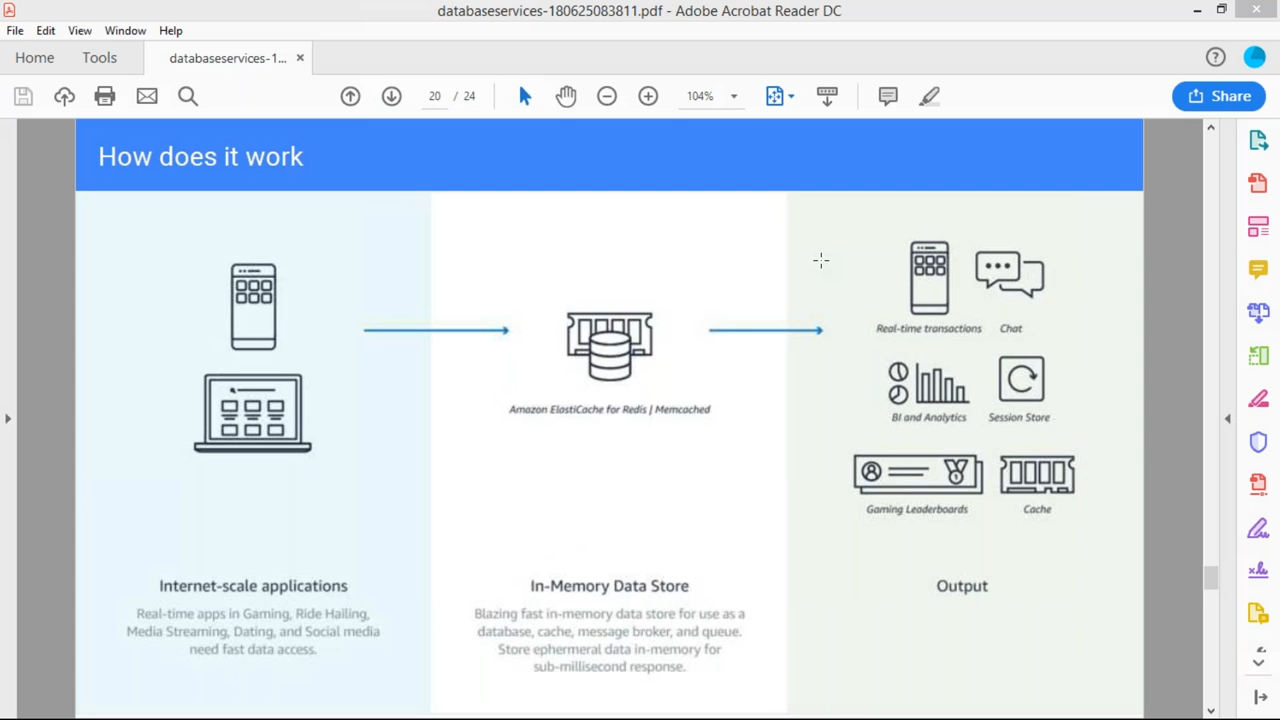 databaseservices-180625083811.pdf - Adobe Acrobat Reader DC
File Edit View Window Help
Home Tools databaseservices-1... ×
20 / 24 104% Share
How does it work
Real-time transactions Chat
Amazon ElastiCache for Redis | Memcached
BI and Analytics Session Store
Gaming Leaderboards Cache
Internet-scale applications
Real-time apps in Gaming, Ride Hailing,
Media Streaming, Dating, and Social media
need fast data access.
In-Memory Data Store
Blazing fast in-memory data store for use as a
database, cache, message broker, and queue.
Store ephermeral data in-memory for
sub-millisecond response.
Output